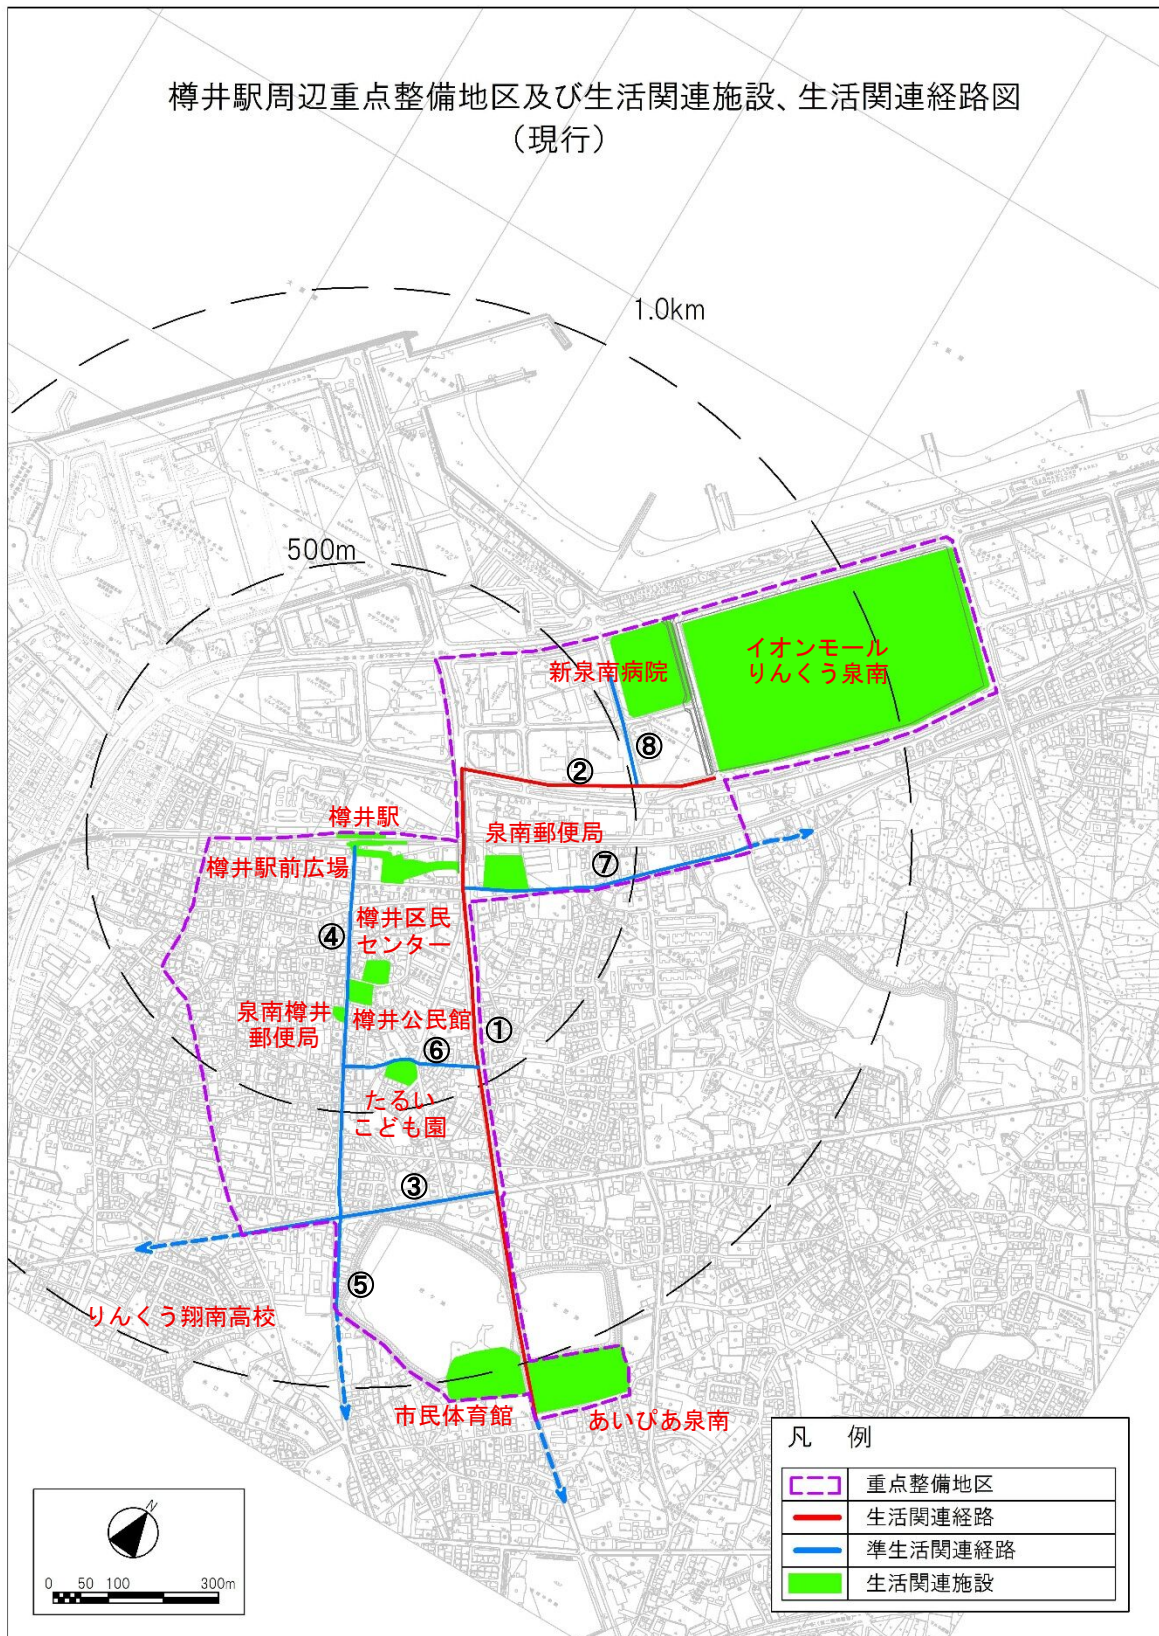 樽井駅周辺重点整備地区及び生活関連施設、生活関連経路図
（現行）
1.0km
500m
イオンモール
りんくう泉南
新泉南病院
⑧
②
樽井駅
泉南郵便局
樽井駅前広場
⑦
樽井区民
センター
④
泉南樽井
郵便局
樽井公民館
①
⑥
たるい
こども園
③
⑤
りんくう翔南高校
市民体育館
あいぴあ泉南
凡 例
重点整備地区
生活関連経路
準生活関連経路
生活関連施設
N
0 50 100 300m